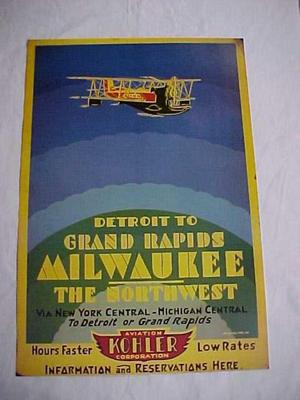 DETROIT TO
GRAND RAPIDS
MILWAUKEE
THE NORTHWEST
VIA NEW YORK CENTRAL - MICHIGAN CENTRAL
To Detroit or Grand Rapids
AVIATION
KOHLER
CORPORATION
Hours Faster
Low Rates
INFORMATION and RESERVATIONS HERE